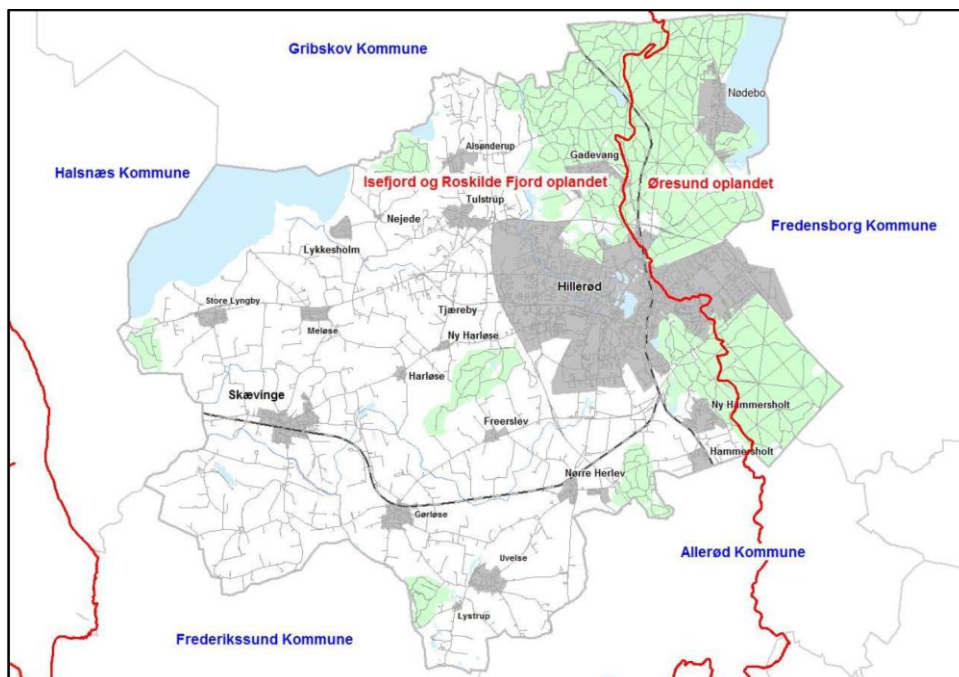 Gribskov Kommune
Nødebo
Alsønderup
Gadevang
Halsnæs Kommune
Isefjord og Roskilde Fjord oplandet
Øresund oplandet
Tulstrup
Nejede
Fredensborg Kommune
Lykkesholm
Hillerød
Store Lyngby
Tjæreby
Meløse
Ny Harløse
Harløse
Skævinge
Ny Hammersholt
Freerslev
Hammersholt
Nørre Herlev
Gørløse
Uvelse
Allerød Kommune
Lystrup
Frederikssund Kommune